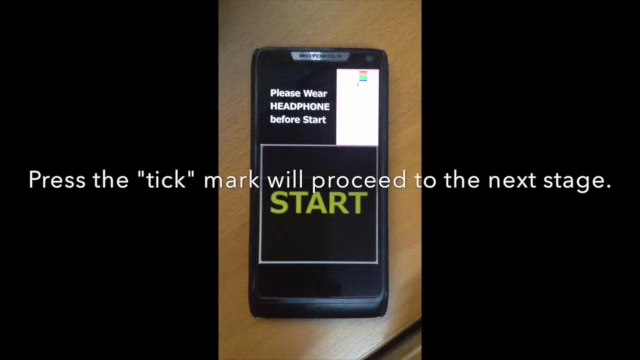 MOTOROLA
Please Wear
HEADPHONE
before Start
Press the "tick" mark will proceed to the next stage.
START